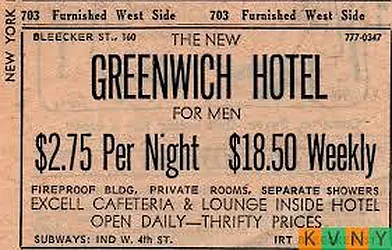 703 Furnished West Side 703 Furnished West Side
NEW YORK
BLEECKER ST., 160 THE NEW 777-0347
GREENWICH HOTEL
FOR MEN
$2.75 Per Night $18.50 Weekly
FIREPROOF BLDG, PRIVATE ROOMS, SEPARATE SHOWERS
EXCELL CAFETERIA & LOUNGE INSIDE HOTEL
OPEN DAILY—THRIFTY PRICES
SUBWAYS: IND W. 4th ST. IRT
KVNY